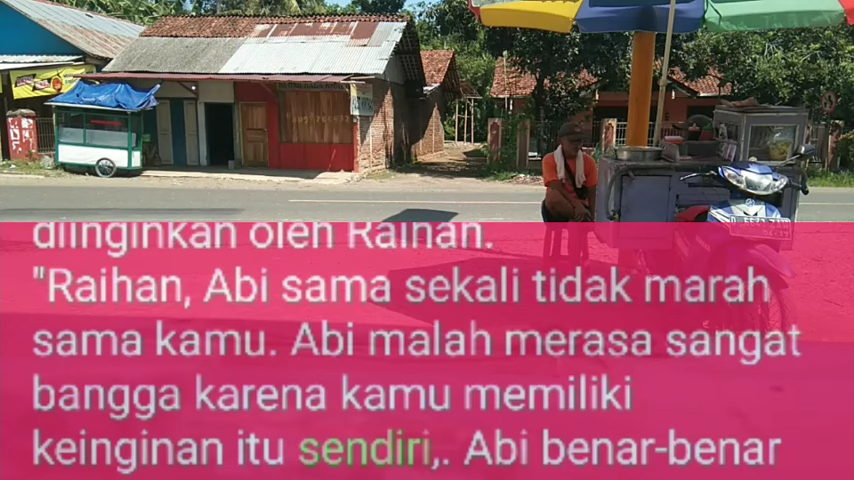 diinginkan oleh Raihan.
"Raihan, Abi sama sekali tidak marah
sama kamu. Abi malah merasa sangat
bangga karena kamu memiliki
keinginan itu sendiri,. Abi benar-benar